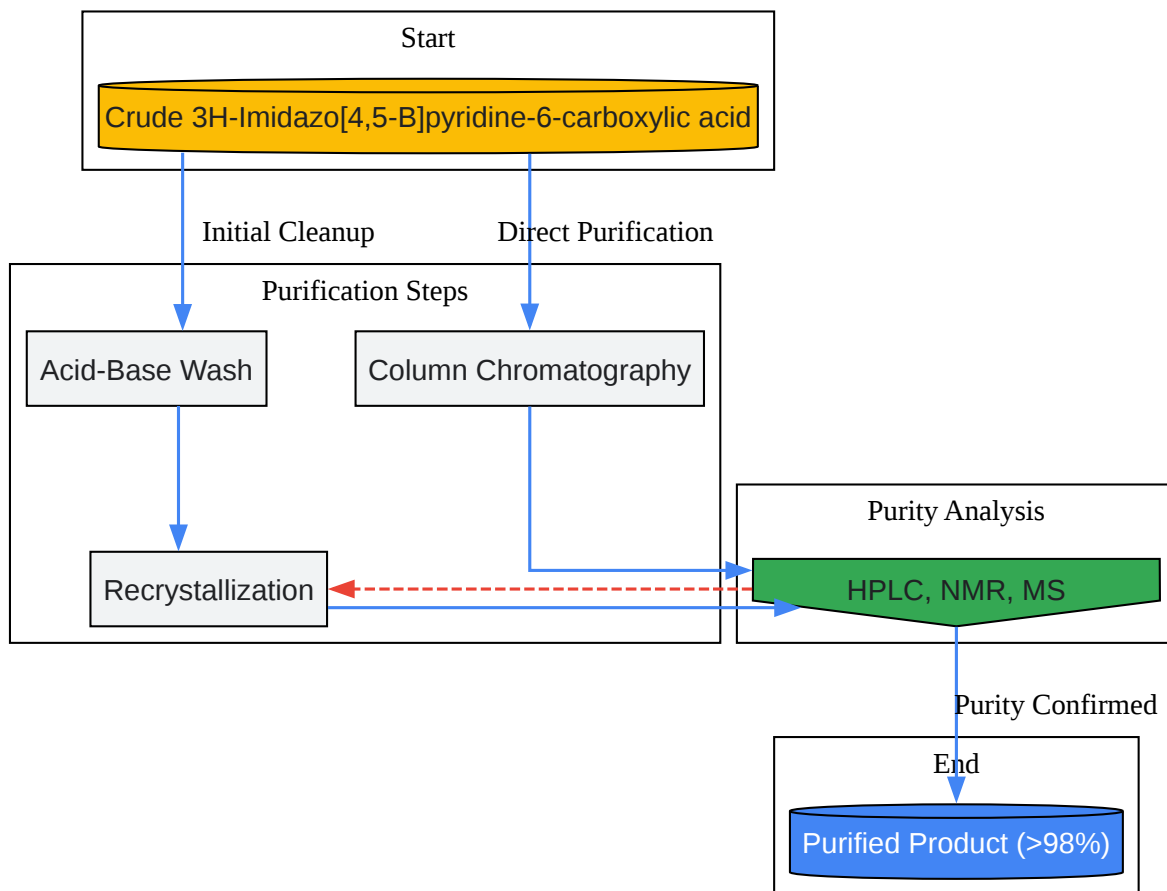 Start
Crude 3H-Imidazo[4,5-B]pyridine-6-carboxylic acid
Initial Cleanup
Direct Purification
Purification Steps
Acid-Base Wash
Column Chromatography
Purity Analysis
Recrystallization
HPLC, NMR, MS
Purity Confirmed
End
Purified Product (>98%)